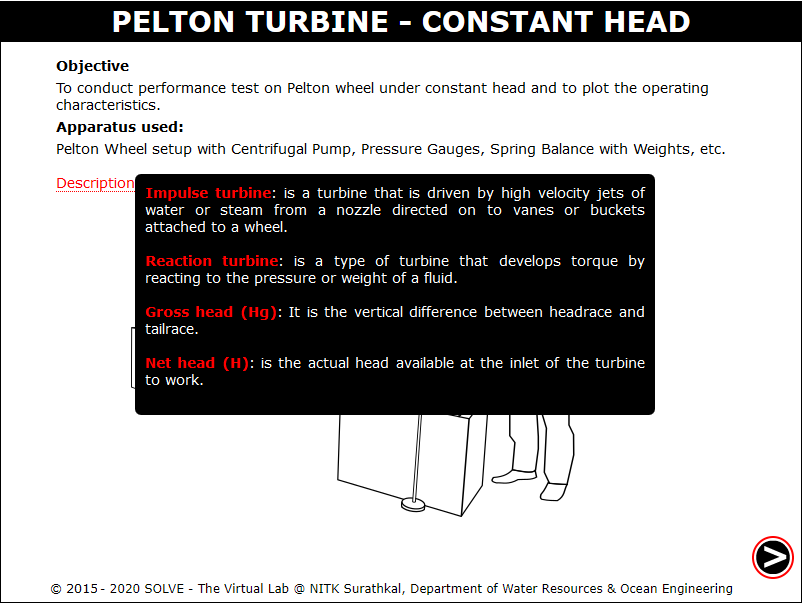 PELTON TURBINE - CONSTANT HEAD
Objective
To conduct performance test on Pelton wheel under constant head and to plot the operating
characteristics.
Apparatus used:
Pelton Wheel setup with Centrifugal Pump, Pressure Gauges, Spring Balance with Weights, etc.
Description
Impulse turbine: is a turbine that is driven by high velocity jets of
water or steam from a nozzle directed on to vanes or buckets
attached to a wheel.
Reaction turbine: is a type of turbine that develops torque by
reacting to the pressure or weight of a fluid.
Gross head (Hg): It is the vertical difference between headrace and
tailrace.
Net head (H): is the actual head available at the inlet of the turbine
to work.
© 2015 - 2020 SOLVE - The Virtual Lab @ NITK Surathkal, Department of Water Resources & Ocean Engineering